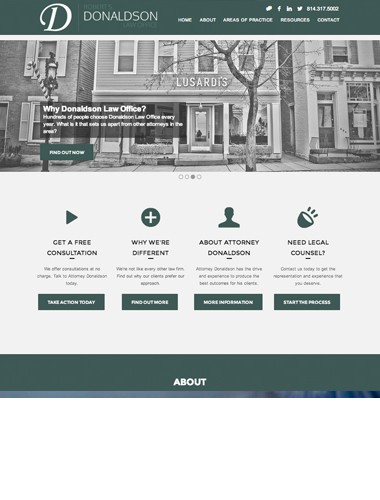 D
DONALDSON
LAW OFFICE
814.317.5002
HOME ABOUT AREAS OF PRACTICE RESOURCES CONTACT
LUSARDI'S
Why Donaldson Law Office?
Hundreds of people choose Donaldson Law Office every
year. What is it that sets us apart from other attorneys in the
area?
FIND OUT NOW
GET A FREE
CONSULTATION
We offer consultations at no
charge. Talk to Attorney Donaldson
today.
TAKE ACTION TODAY
WHY WE'RE
DIFFERENT
We're not like every other law firm.
Find out why our clients prefer our
approach.
FIND OUT MORE
ABOUT ATTORNEY
DONALDSON
Attorney Donaldson has the drive
and experience to produce the
best outcomes for his clients.
MORE INFORMATION
NEED LEGAL
COUNSEL?
Contact us today to get the
representation and experience that
you deserve.
START THE PROCESS
ABOUT